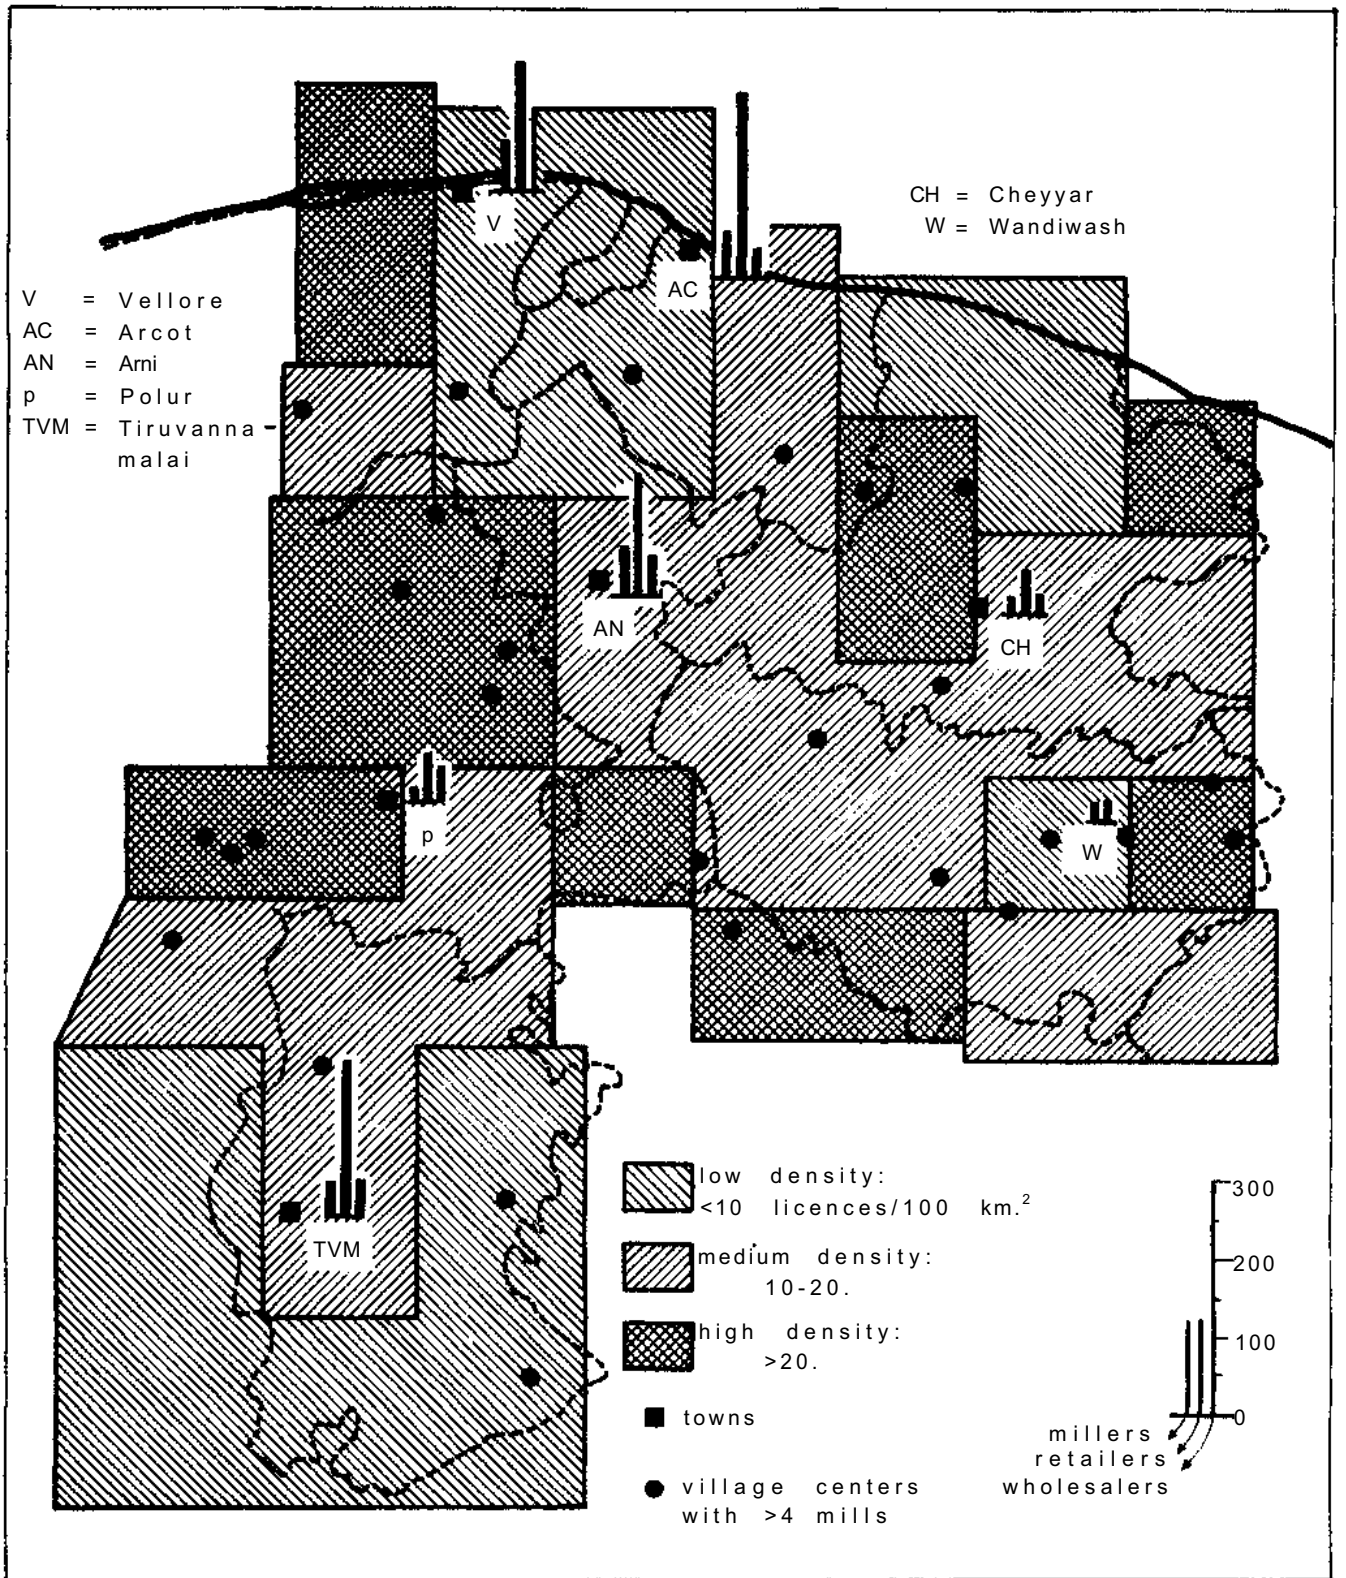 CH = Cheyyar
W = Wandiwash
V = Vellore
AC = Arcot
AN = Arni
p = Polur
TVM = Tiruvanna-
malai
V
AC
AN
CH
p
W
TVM
low density:
<10 licences/100 km.²
medium density:
10-20.
high density:
>20.
towns
village centers
with >4 mills
300
200
100
0
millers
retailers
wholesalers